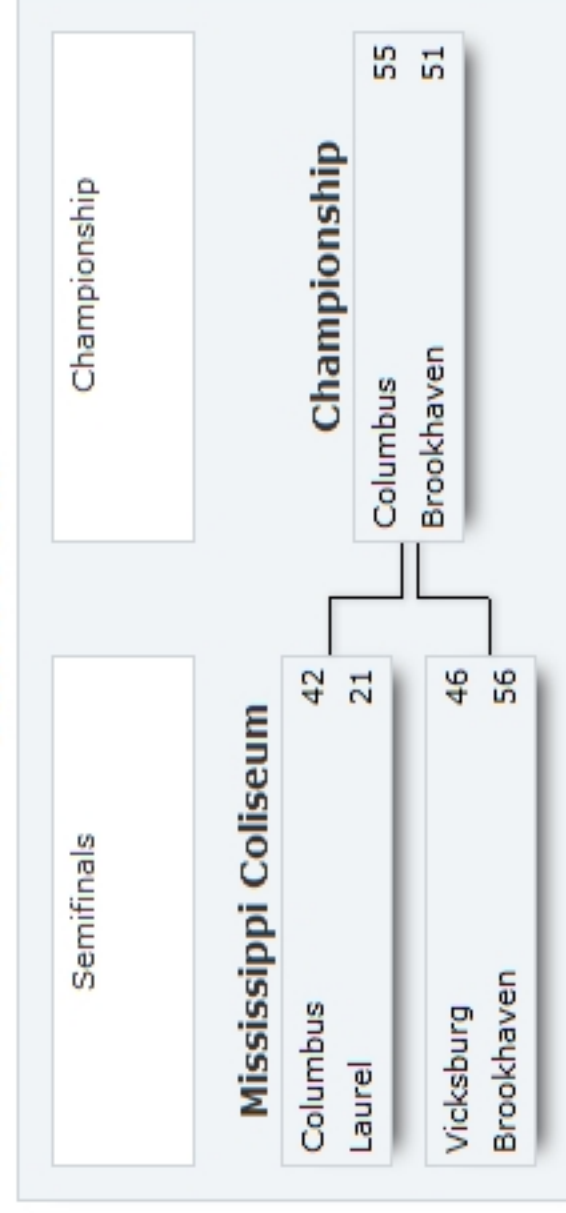 Semifinals
Championship
Mississippi Coliseum
Columbus 42
Laurel 21
Vicksburg 46
Brookhaven 56
Championship
Columbus 55
Brookhaven 51